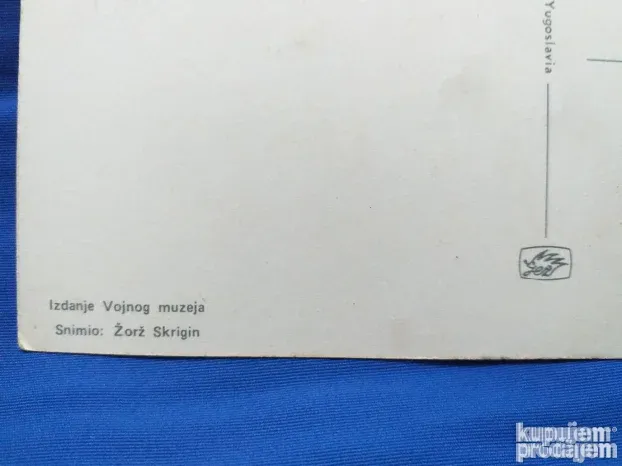 Yugoslavia
Izdanje Vojnog muzeja
Snimio: Žorž Skrigin
kupujem
prodajem